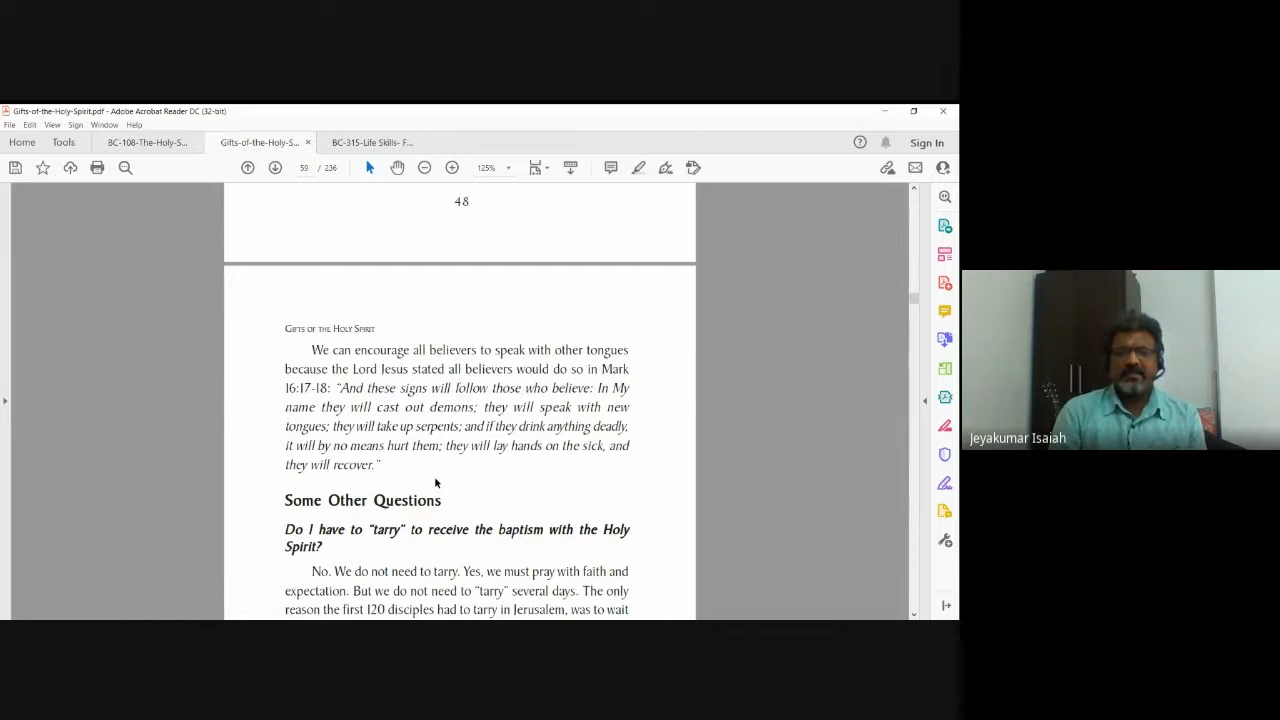 Gifts-of-the-Holy-Spirit.pdf - Adobe Acrobat Reader DC (32-bit)
File Edit View Sign Window Help
Home Tools BC-108-The-Holy-S... Gifts-of-the-Holy-S... × BC-315-Life Skills- F... Sign In
59 / 236 125%
48
GIFTS OF THE HOLY SPIRIT
We can encourage all believers to speak with other tongues
because the Lord Jesus stated all believers would do so in Mark
16:17-18: “And these signs will follow those who believe: In My
name they will cast out demons; they will speak with new
tongues; they will take up serpents; and if they drink anything deadly,
it will by no means hurt them; they will lay hands on the sick, and
they will recover.”
Some Other Questions
Do I have to “tarry” to receive the baptism with the Holy
Spirit?
No. We do not need to tarry. Yes, we must pray with faith and
expectation. But we do not need to “tarry” several days. The only
reason the first 120 disciples had to tarry in Jerusalem, was to wait
Jeyakumar Isaiah